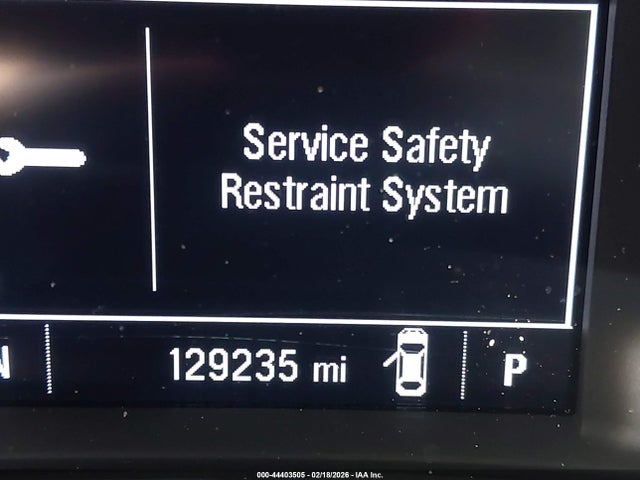 Service Safety
Restraint System
N
129235 mi
P
000-44403505 - 02/18/2026 - IAA Inc.